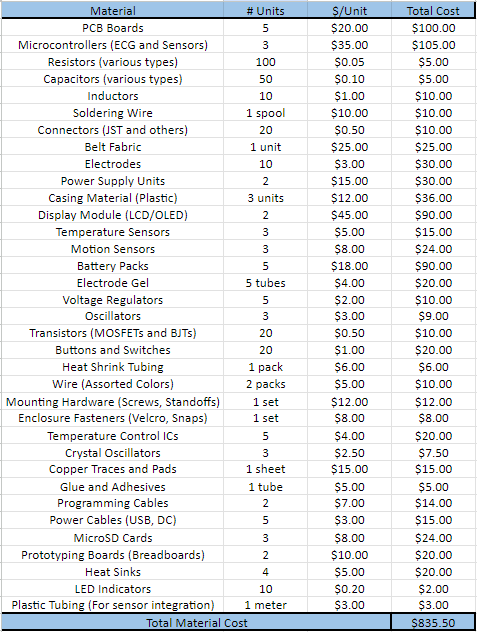 Material # Units $/Unit Total Cost
PCB Boards 5 $20.00 $100.00
Microcontrollers (ECG and Sensors) 3 $35.00 $105.00
Resistors (various types) 100 $0.05 $5.00
Capacitors (various types) 50 $0.10 $5.00
Inductors 10 $1.00 $10.00
Soldering Wire 1 spool $10.00 $10.00
Connectors (JST and others) 20 $0.50 $10.00
Belt Fabric 1 unit $25.00 $25.00
Electrodes 10 $3.00 $30.00
Power Supply Units 2 $15.00 $30.00
Casing Material (Plastic) 3 units $12.00 $36.00
Display Module (LCD/OLED) 2 $45.00 $90.00
Temperature Sensors 3 $5.00 $15.00
Motion Sensors 3 $8.00 $24.00
Battery Packs 5 $18.00 $90.00
Electrode Gel 5 tubes $4.00 $20.00
Voltage Regulators 5 $2.00 $10.00
Oscillators 3 $3.00 $9.00
Transistors (MOSFETs and BJTs) 20 $0.50 $10.00
Buttons and Switches 20 $1.00 $20.00
Heat Shrink Tubing 1 pack $6.00 $6.00
Wire (Assorted Colors) 2 packs $5.00 $10.00
Mounting Hardware (Screws, Standoffs) 1 set $12.00 $12.00
Enclosure Fasteners (Velcro, Snaps) 1 set $8.00 $8.00
Temperature Control ICs 5 $4.00 $20.00
Crystal Oscillators 3 $2.50 $7.50
Copper Traces and Pads 1 sheet $15.00 $15.00
Glue and Adhesives 1 tube $5.00 $5.00
Programming Cables 2 $7.00 $14.00
Power Cables (USB, DC) 5 $3.00 $15.00
MicroSD Cards 3 $8.00 $24.00
Prototyping Boards (Breadboards) 2 $10.00 $20.00
Heat Sinks 4 $5.00 $20.00
LED Indicators 10 $0.20 $2.00
Plastic Tubing (For sensor integration) 1 meter $3.00 $3.00
Total Material Cost $835.50